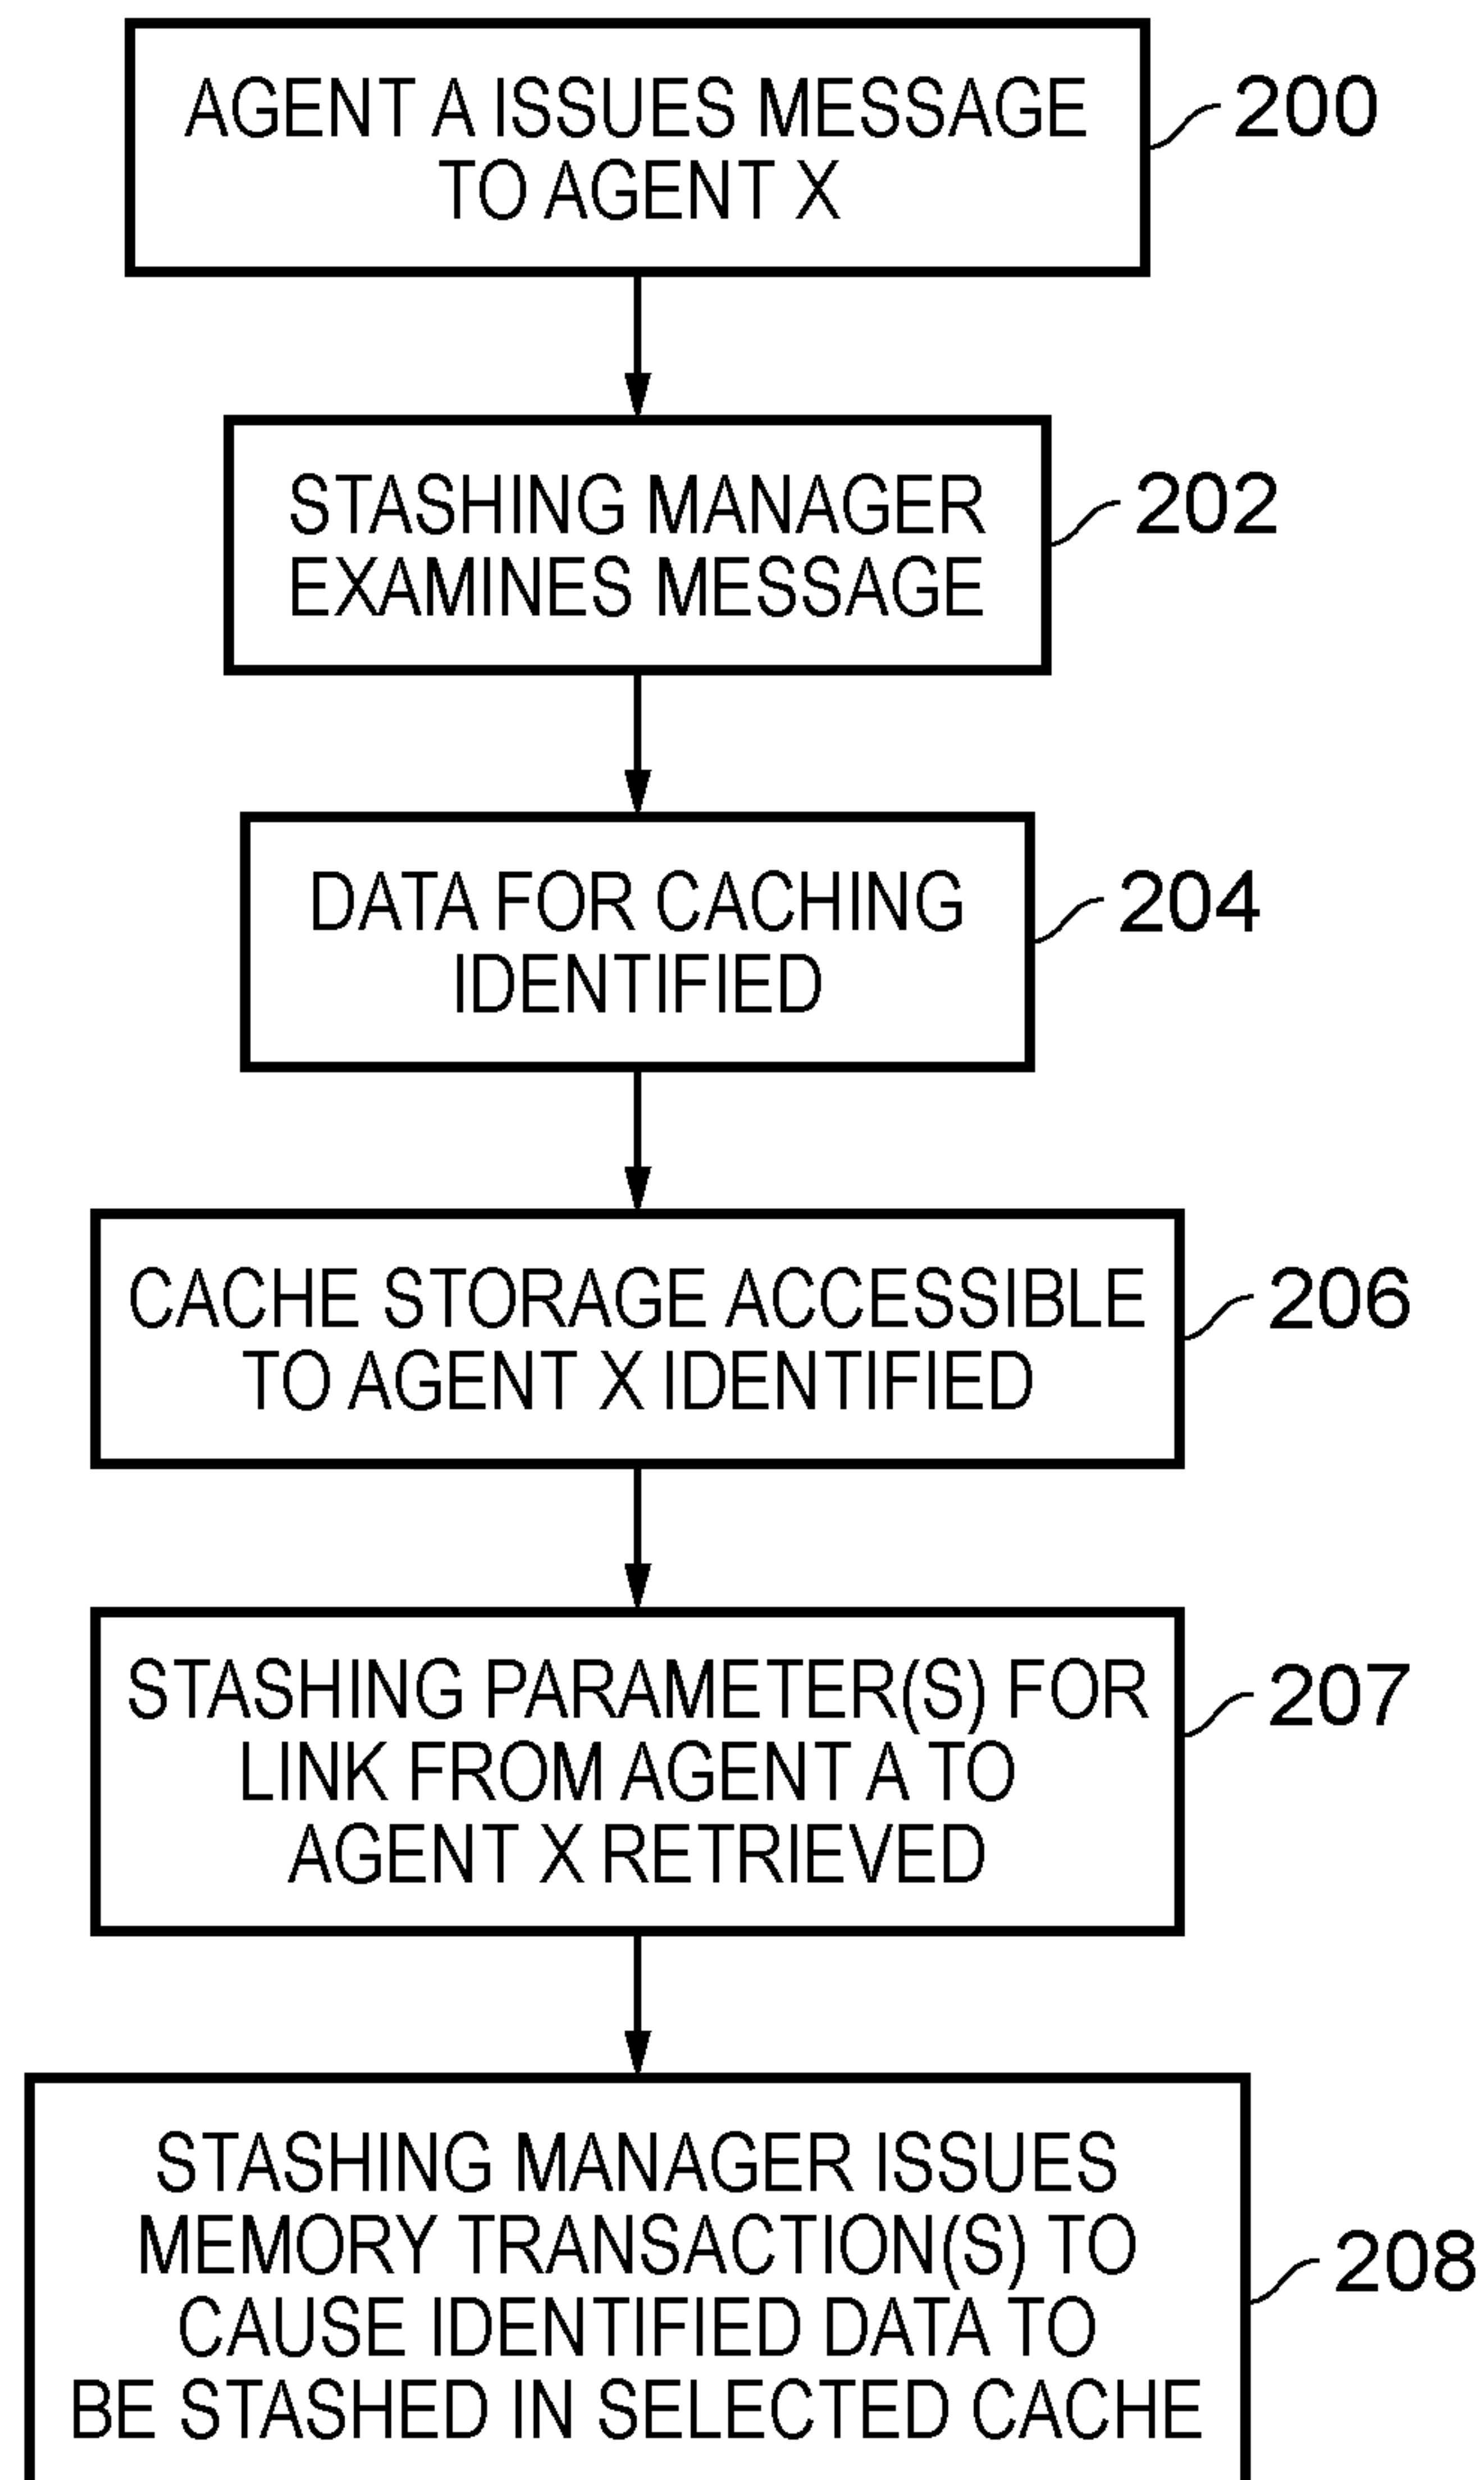 AGENT A ISSUES MESSAGE
TO AGENT X
200
STASHING MANAGER
EXAMINES MESSAGE
202
DATA FOR CACHING
IDENTIFIED
204
CACHE STORAGE ACCESSIBLE
TO AGENT X IDENTIFIED
206
STASHING PARAMETER(S) FOR
LINK FROM AGENT A TO
AGENT X RETRIEVED
207
STASHING MANAGER ISSUES
MEMORY TRANSACTION(S) TO
CAUSE IDENTIFIED DATA TO
BE STASHED IN SELECTED CACHE
208